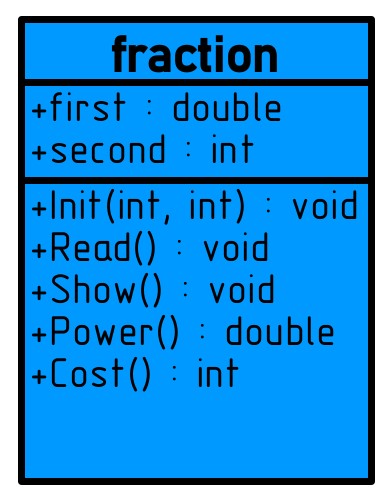 fraction
+first : double
+second : int
+Init(int, int) : void
+Read() : void
+Show() : void
+Power() : double
+Cost() : int